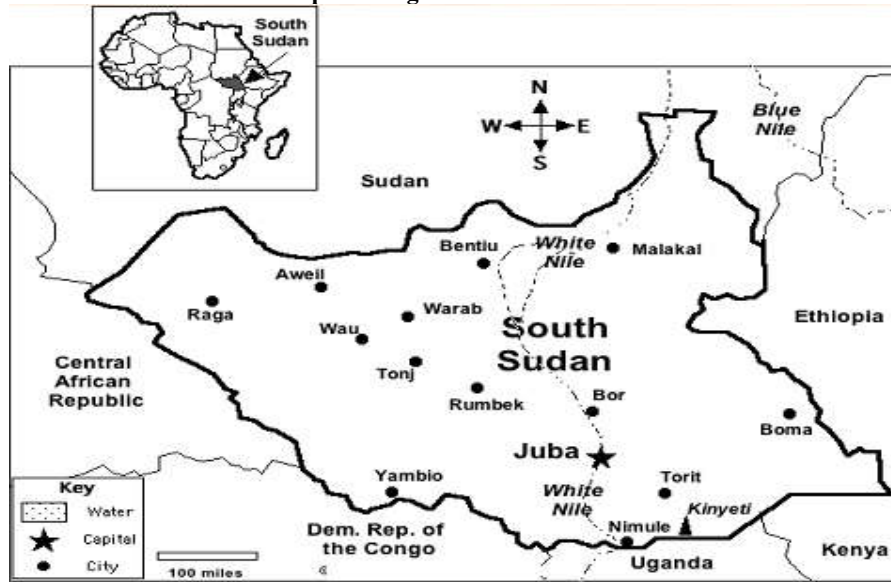 South
Sudan
N
W
E
S
Blue
Nile
Sudan
Bentiu
White
Nile
Malakal
Aweil
Raga
Warab
Wau
South
Sudan
Ethiopia
Central
African
Republic
Tonj
Rumbek
Bor
Boma
Juba
Yambio
White
Nile
Torit
Kinyeti
Nimule
Dem. Rep. of
the Congo
Uganda
Kenya
Key
Water
Capital
City
100 miles